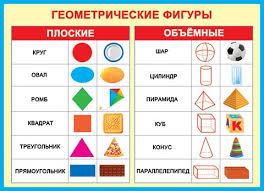 ГЕОМЕТРИЧЕСКИЕ ФИГУРЫ
ПЛОСКИЕ
КРУГ
ОВАЛ
РОМБ
КВАДРАТ
ТРЕУГОЛЬНИК
ПРЯМОУГОЛЬНИК
ОБЪЁМНЫЕ
ШАР
ЦИЛИНДР
ПИРАМИДА
КУБ
КОНУС
ПАРАЛЛЕЛЕПИПЕД